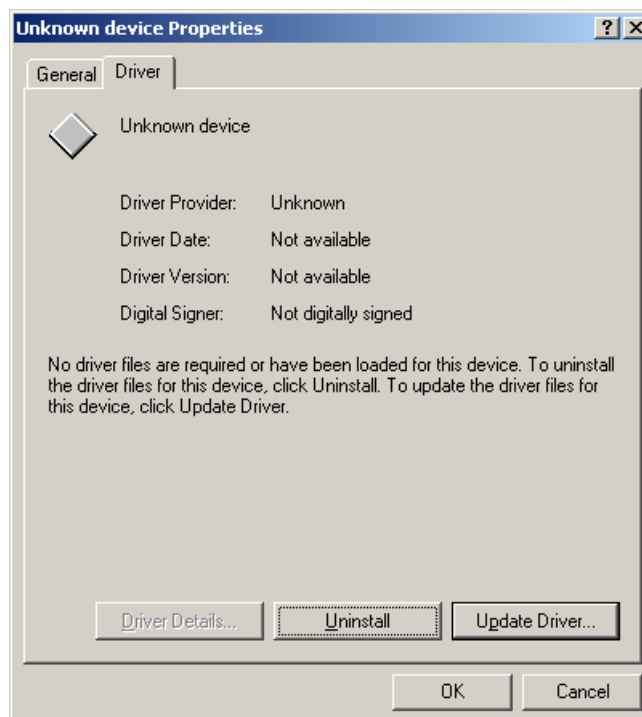 Unknown device Properties
General
Driver
Unknown device
Driver Provider: Unknown
Driver Date: Not available
Driver Version: Not available
Digital Signer: Not digitally signed
No driver files are required or have been loaded for this device. To uninstall
the driver files for this device, click Uninstall. To update the driver files for
this device, click Update Driver.
Driver Details...
Uninstall
Update Driver...
OK
Cancel